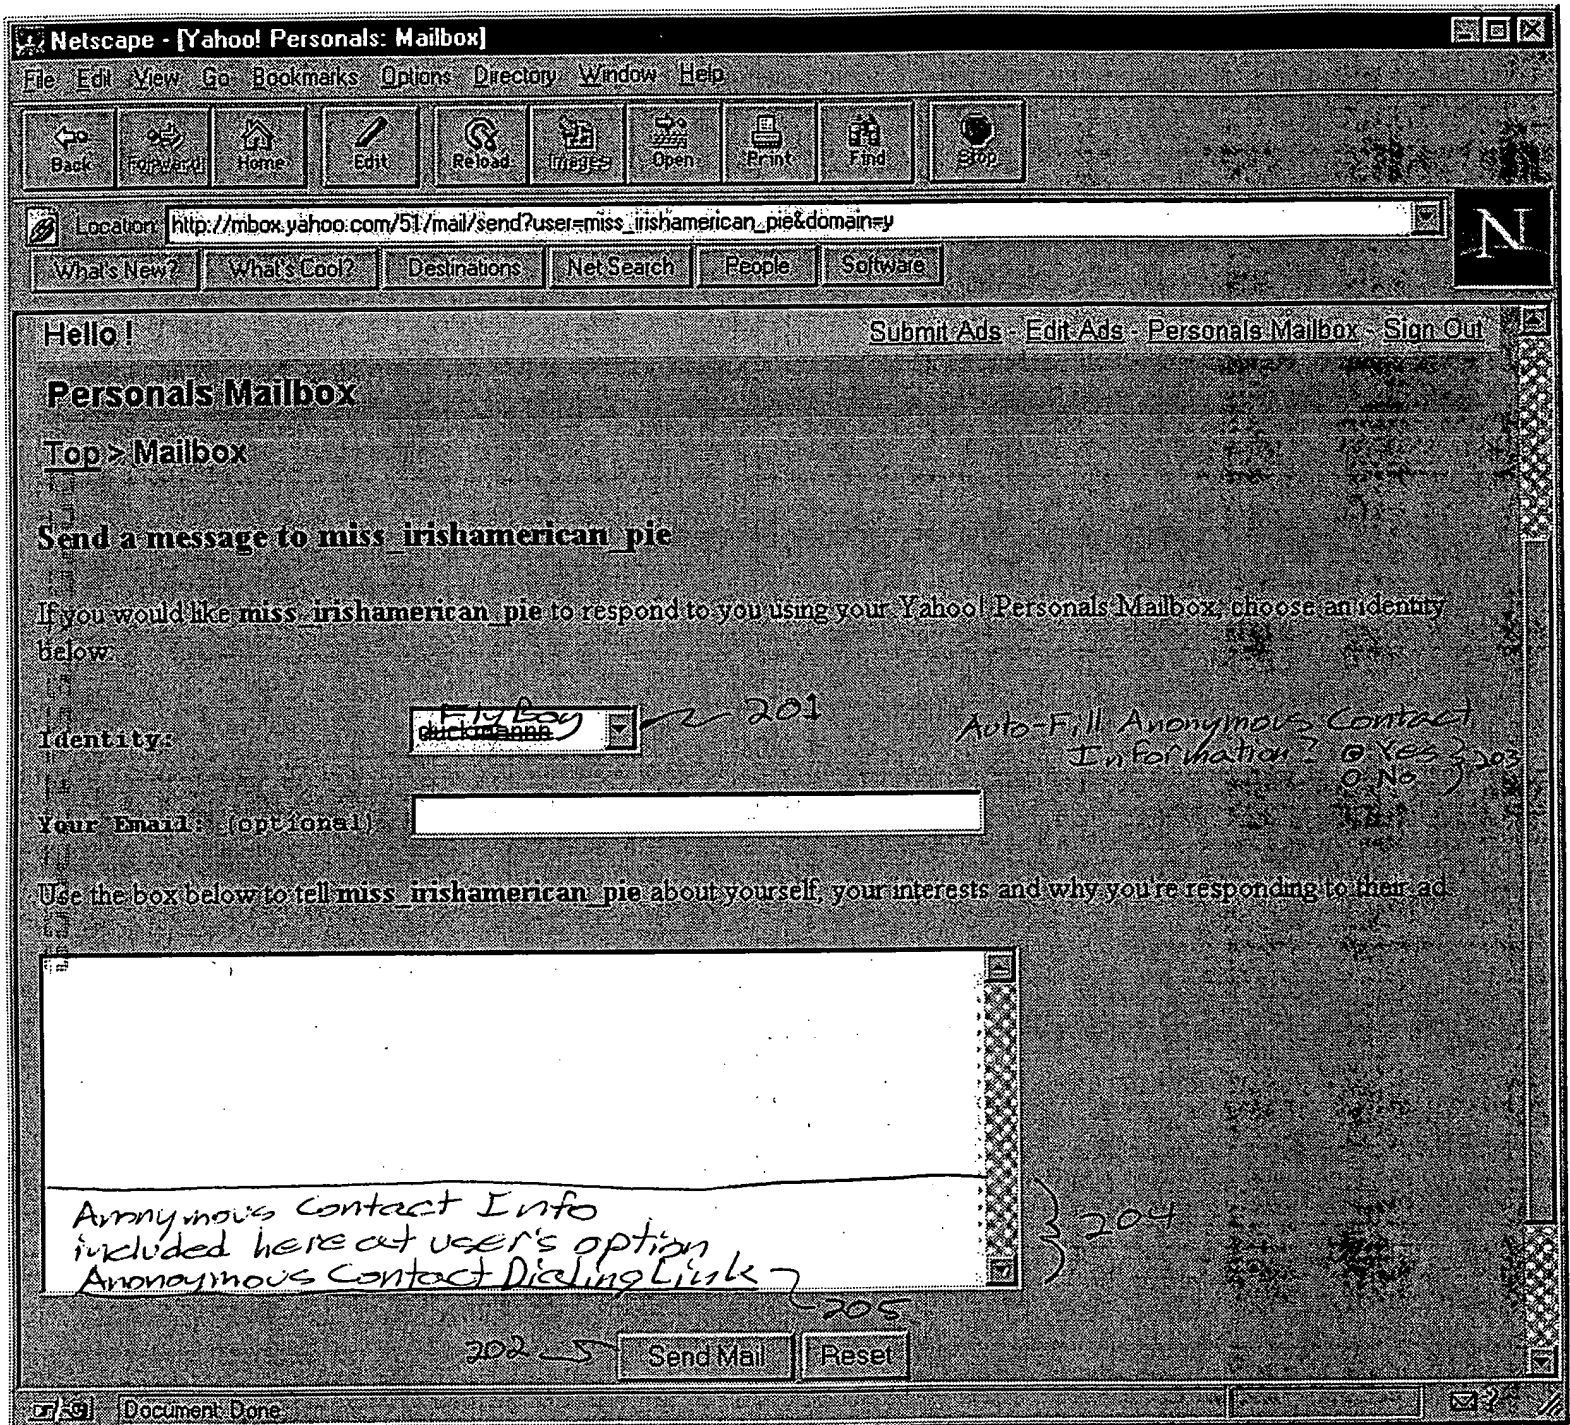 Netscape - [Yahoo! Personals: Mailbox]
File Edit View Go Bookmarks Options Directory Window Help
Back Forward Home Edit Reload Images Open Print Find Stop
Location: http://mbox.yahoo.com/51/mail/send?user=miss_irishamerican_pie&domain=y
N
What's New? What's Cool? Destinations Net Search People Software
Hello ! Submit Ads - Edit Ads - Personals Mailbox - Sign Out
Personals Mailbox
Top > Mailbox
Send a message to miss_irishamerican_pie
If you would like miss_irishamerican_pie to respond to you using your Yahoo! Personals Mailbox, choose an identity
below:
FlyBoy 201 Auto-Fill Anonymous Contact
Identity: duckmannn Information? Yes
No 203
Your Email: (optional)
Use the box below to tell miss_irishamerican_pie about yourself, your interests and why you're responding to their ad.
Anonymous Contact Info
included here at user's option 204
Anonoymous Contact Dialing Link
205
202 Send Mail Reset
Document: Done